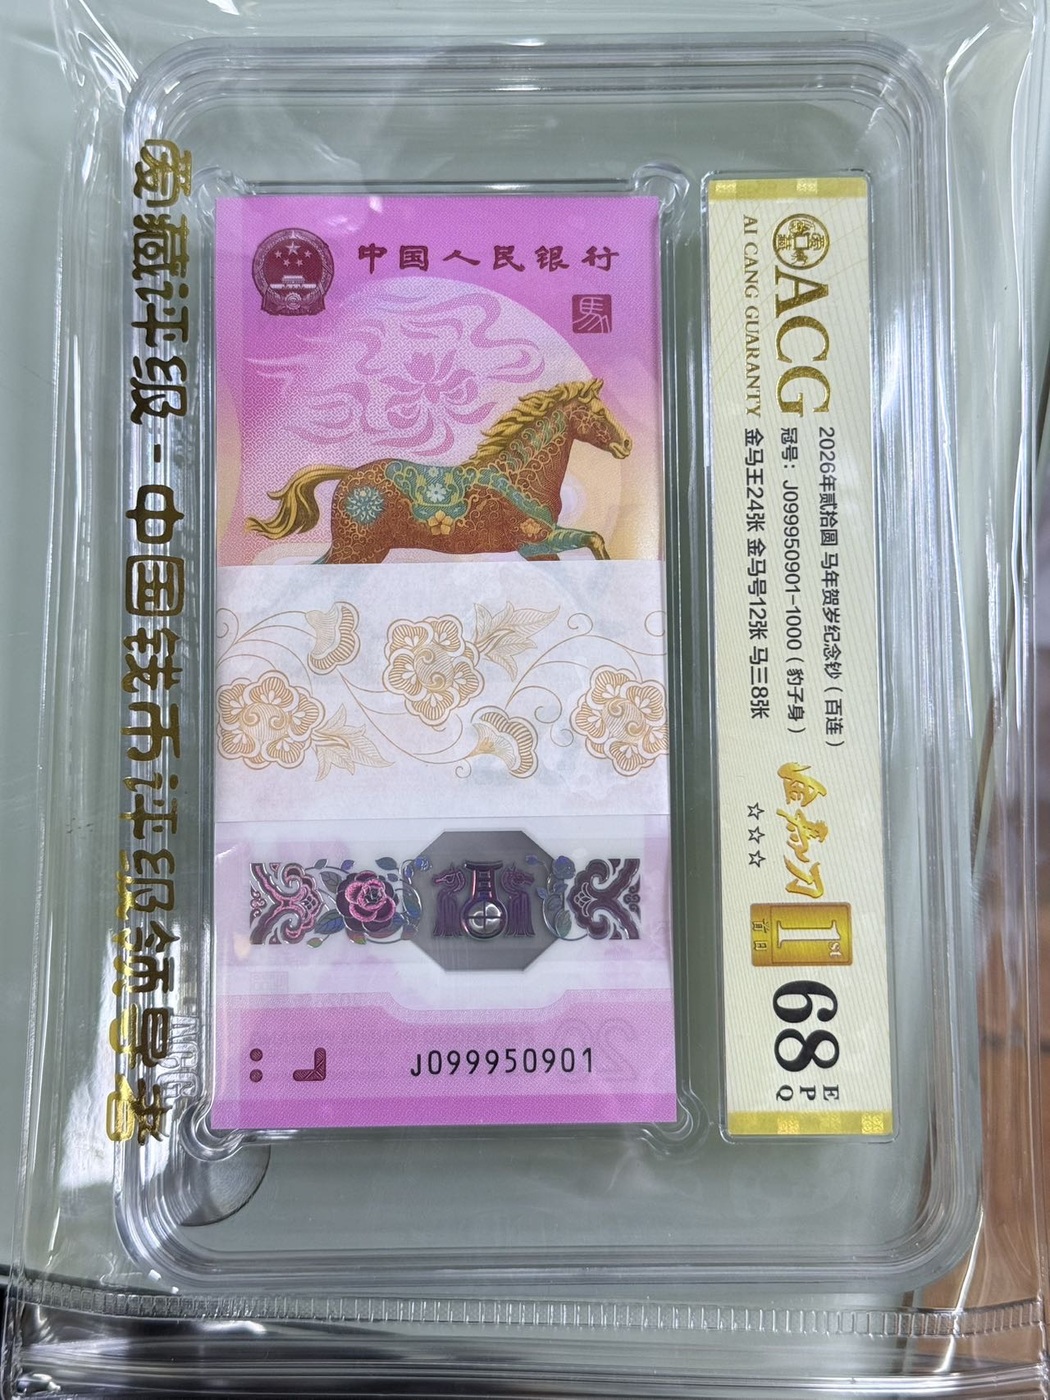 中国人民银行
馬
J099950901
ACG
AI CANG GUARANTY
2026年贰拾圆 马年贺岁纪念钞（百连）
冠号：J099950901-1000（豹子身）
金马王24张 金马号12张 马三8张
☆☆☆
1st
首日
68
EPQ
爱藏评级-中国钱币评级领导者